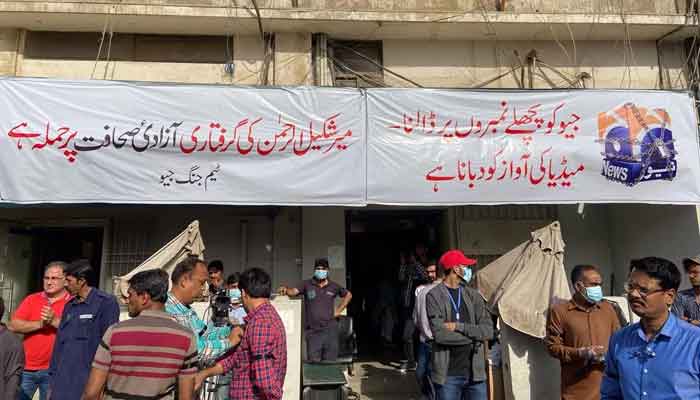 جیو کو پچھلے نمبروں پر ڈالنا۔
میڈیا کی آواز کو دبانا ہے
News جیو
میر شکیل الرحمٰن کی گرفتاری آزادیٔ صحافت پر حملہ ہے
ٹیم جنگ جیو